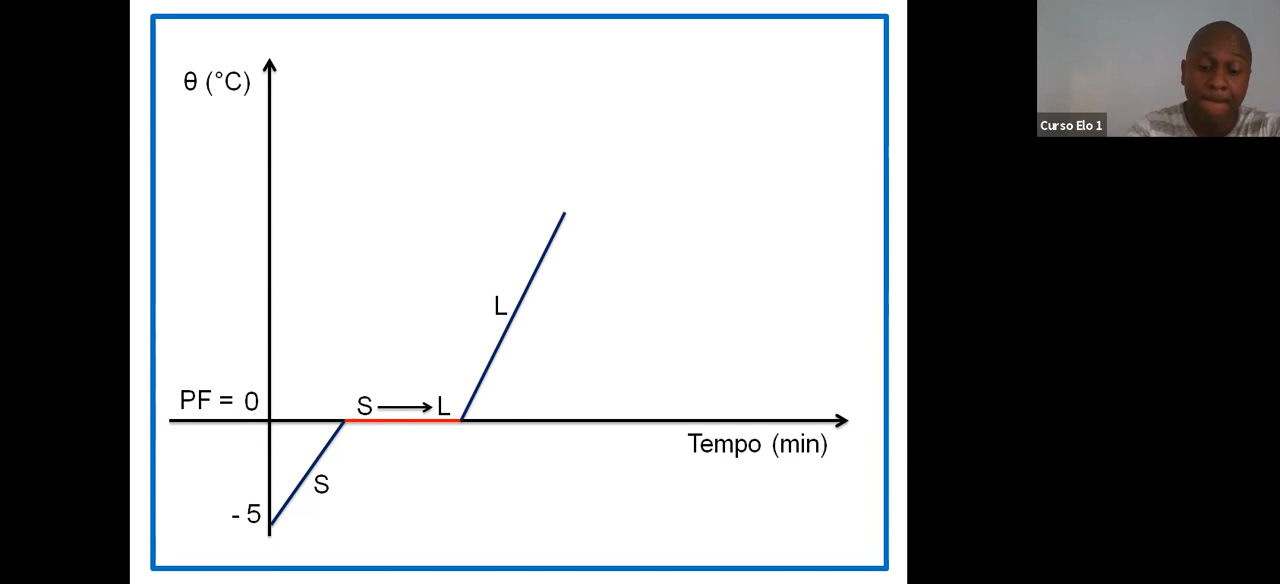 θ (°C)
L
PF = 0
S → L
Tempo (min)
S
- 5
Curso Elo 1